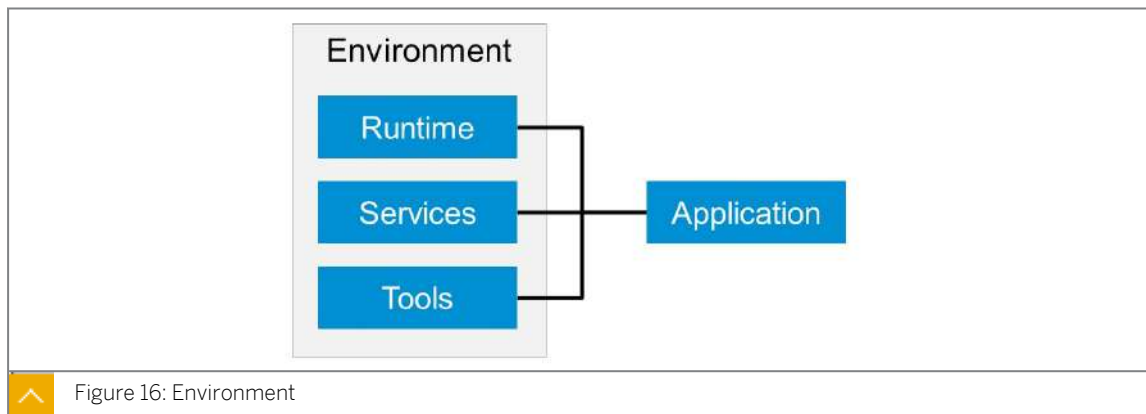 Environment
Runtime
Services
Application
Tools
Figure 16: Environment